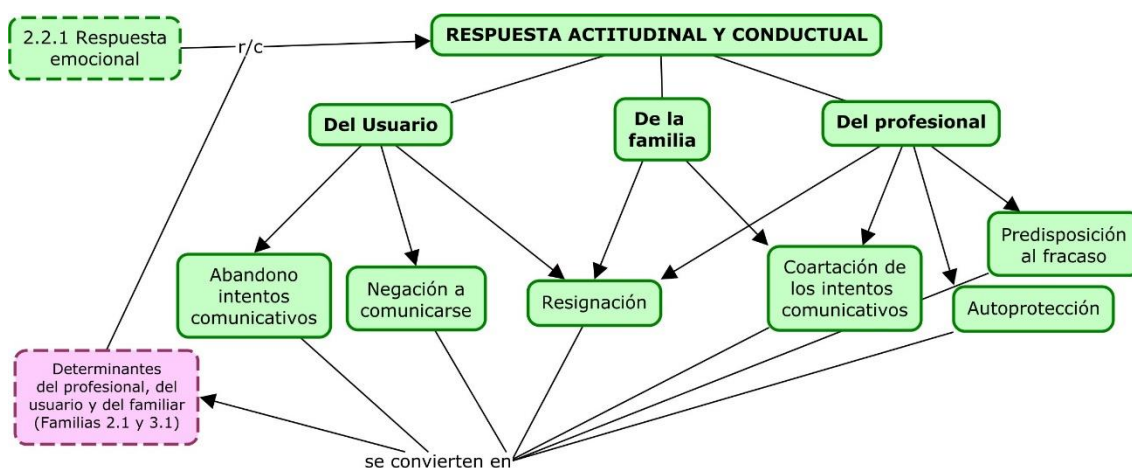 2.2.1 Respuesta
emocional
r/c
RESPUESTA ACTITUDINAL Y CONDUCTUAL
Del Usuario
De la
familia
Del profesional
Abandono
intentos
comunicativos
Negación a
comunicarse
Resignación
Coartación de
los intentos
comunicativos
Predisposición
al fracaso
Autoprotección
Determinantes
del profesional, del
usuario y del familiar
(Familias 2.1 y 3.1)
se convierten en